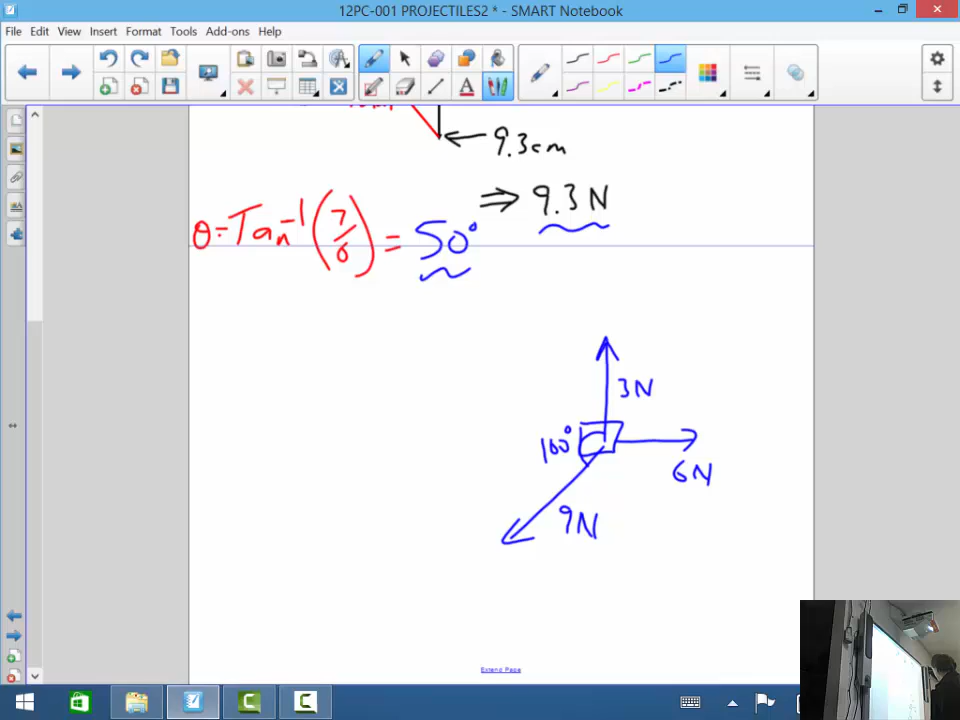 12PC-001 PROJECTILES2 * - SMART Notebook
File Edit View Insert Format Tools Add-ons Help
9.3cm
⇒ 9.3 N
θ = Tan⁻¹(7/6) = 50°
3N
100°
6N
9N
Extend Page